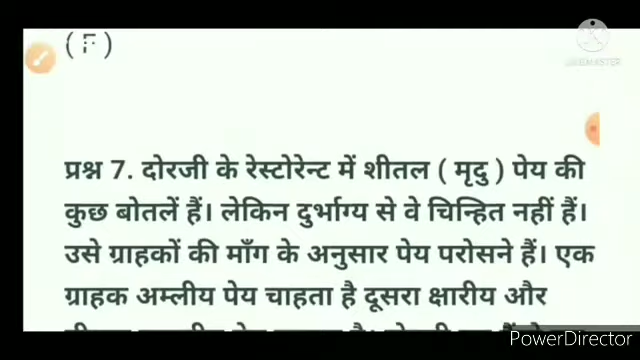 (F)
प्रश्न 7. दोरजी के रेस्टोरेन्ट में शीतल ( मृदु ) पेय की
कुछ बोतलें हैं। लेकिन दुर्भाग्य से वे चिन्हित नहीं हैं।
उसे ग्राहकों की माँग के अनुसार पेय परोसने हैं। एक
ग्राहक अम्लीय पेय चाहता है दूसरा क्षारीय और
PowerDirector